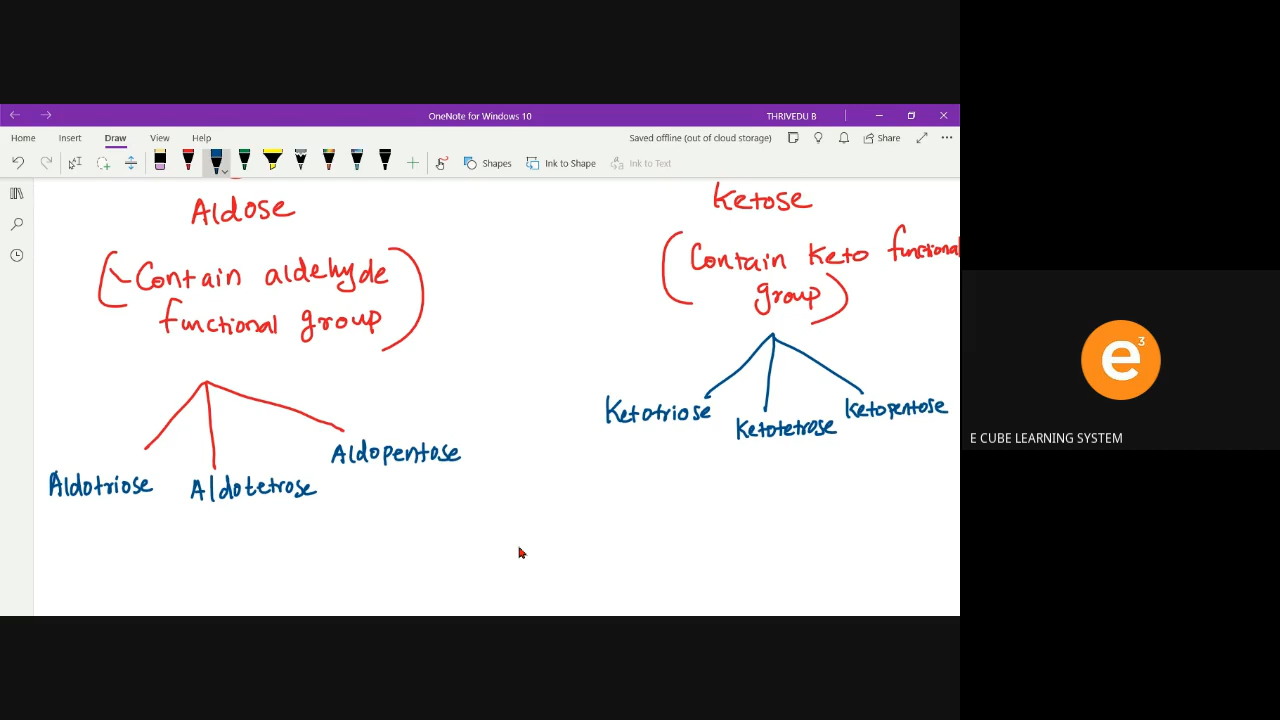 OneNote for Windows 10
THRIVEDU B
Home Insert Draw View Help
Saved offline (out of cloud storage)
Share
Shapes
Ink to Shape
Ink to Text
Aldose
(Contain aldehyde
functional group)
Aldotriose
Aldotetrose
Aldopentose
Ketose
(Contain Keto functional
group)
Ketotriose
Ketotetrose
Ketopentose
e3
E CUBE LEARNING SYSTEM